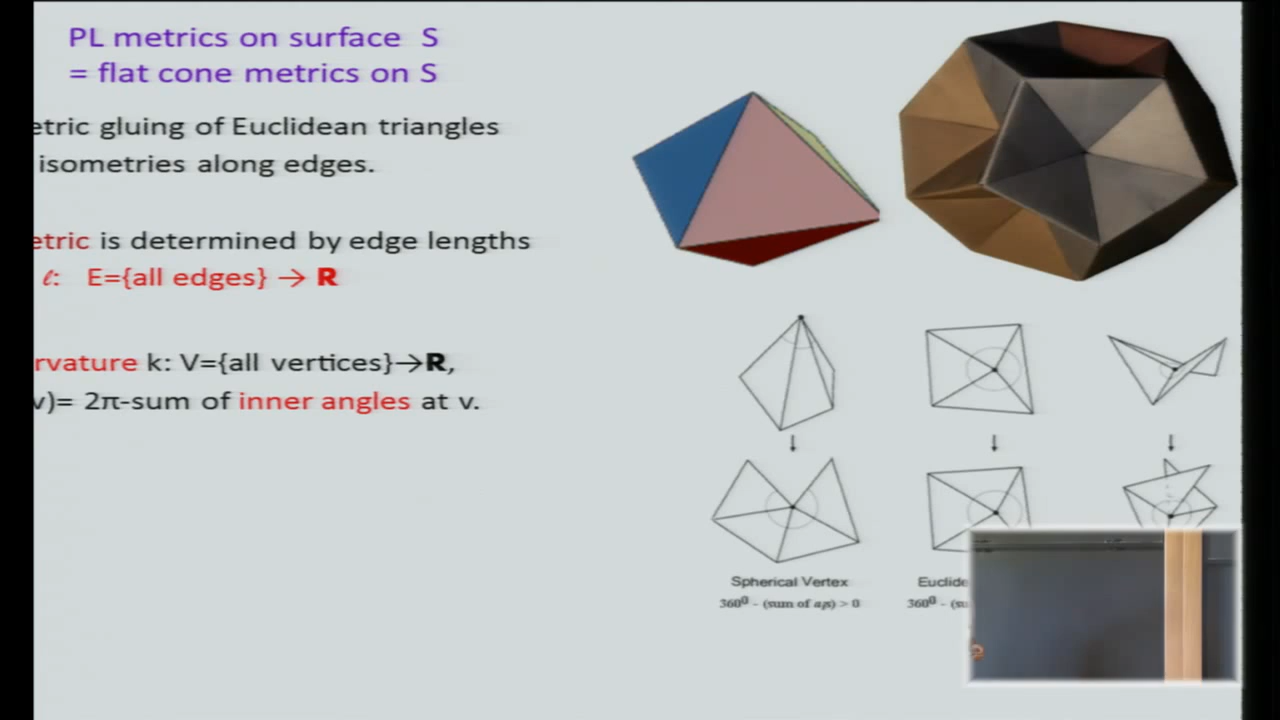 PL metrics on surface S
= flat cone metrics on S
etric gluing of Euclidean triangles
isometries along edges.
etric is determined by edge lengths
ℓ: E={all edges} → R
rvature k: V={all vertices}→R,
v)= 2π-sum of inner angles at v.
Spherical Vertex
360⁰ - (sum of a_i s) > 0
Euclide
360⁰ - (su